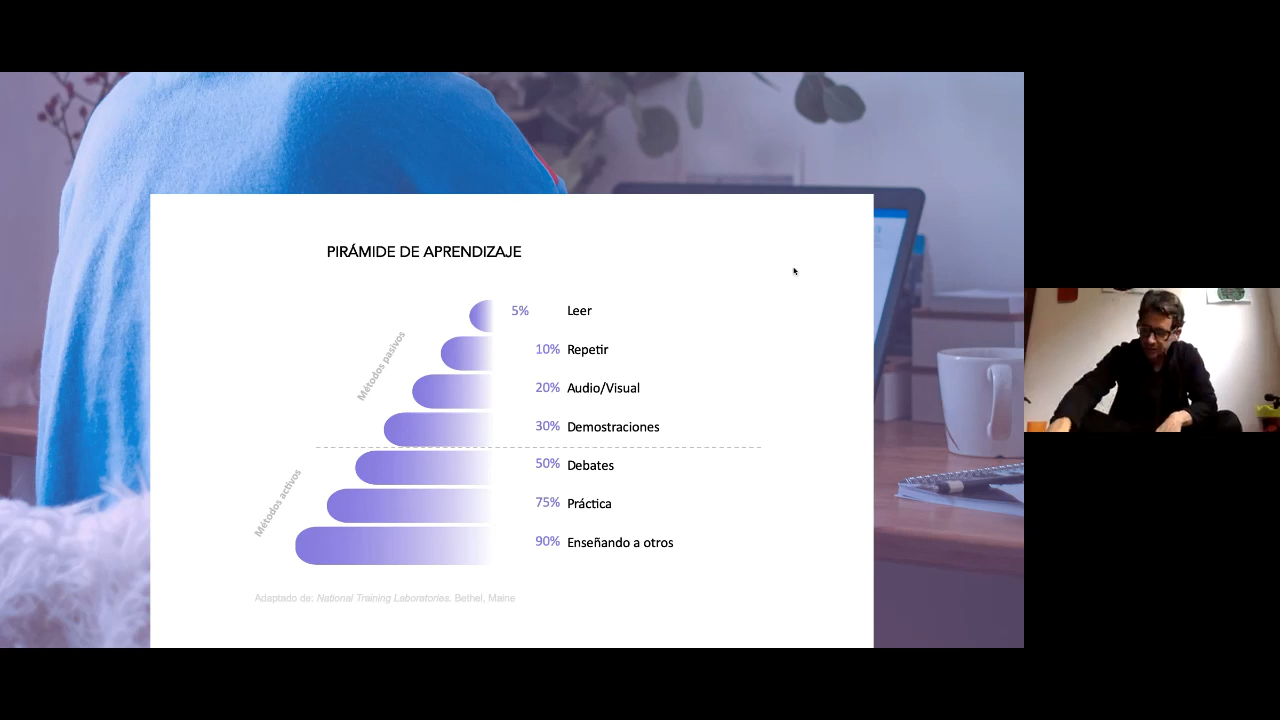 PIRÁMIDE DE APRENDIZAJE
5% Leer
10% Repetir
20% Audio/Visual
30% Demostraciones
50% Debates
75% Práctica
90% Enseñando a otros
Métodos pasivos
Métodos activos
Adaptado de: National Training Laboratories. Bethel, Maine